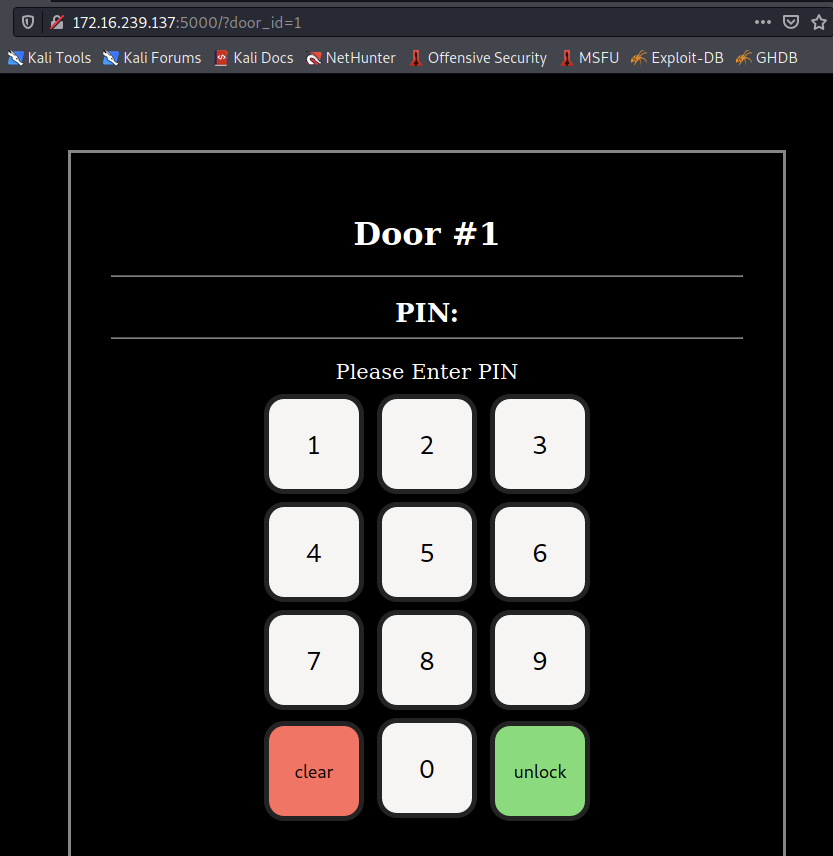 172.16.239.137:5000/?door_id=1
Kali Tools Kali Forums Kali Docs NetHunter Offensive Security MSFU Exploit-DB GHDB
Door #1
PIN:
Please Enter PIN
1 2 3
4 5 6
7 8 9
clear 0 unlock